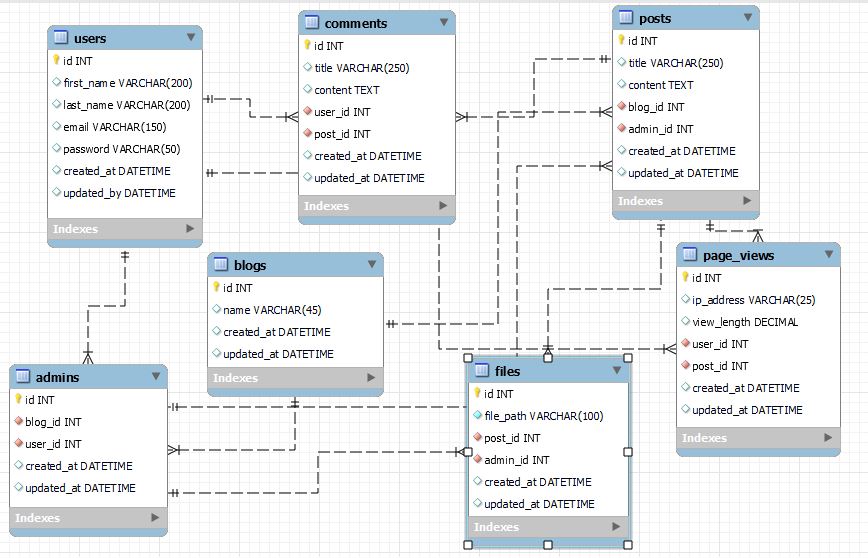 users
id INT
first_name VARCHAR(200)
last_name VARCHAR(200)
email VARCHAR(150)
password VARCHAR(50)
created_at DATETIME
updated_by DATETIME
Indexes
comments
id INT
title VARCHAR(250)
content TEXT
user_id INT
post_id INT
created_at DATETIME
updated_at DATETIME
Indexes
posts
id INT
title VARCHAR(250)
content TEXT
blog_id INT
admin_id INT
created_at DATETIME
updated_at DATETIME
Indexes
blogs
id INT
name VARCHAR(45)
created_at DATETIME
updated_at DATETIME
Indexes
page_views
id INT
ip_address VARCHAR(25)
view_length DECIMAL
user_id INT
post_id INT
created_at DATETIME
updated_at DATETIME
Indexes
admins
id INT
blog_id INT
user_id INT
created_at DATETIME
updated_at DATETIME
Indexes
files
id INT
file_path VARCHAR(100)
post_id INT
admin_id INT
created_at DATETIME
updated_at DATETIME
Indexes